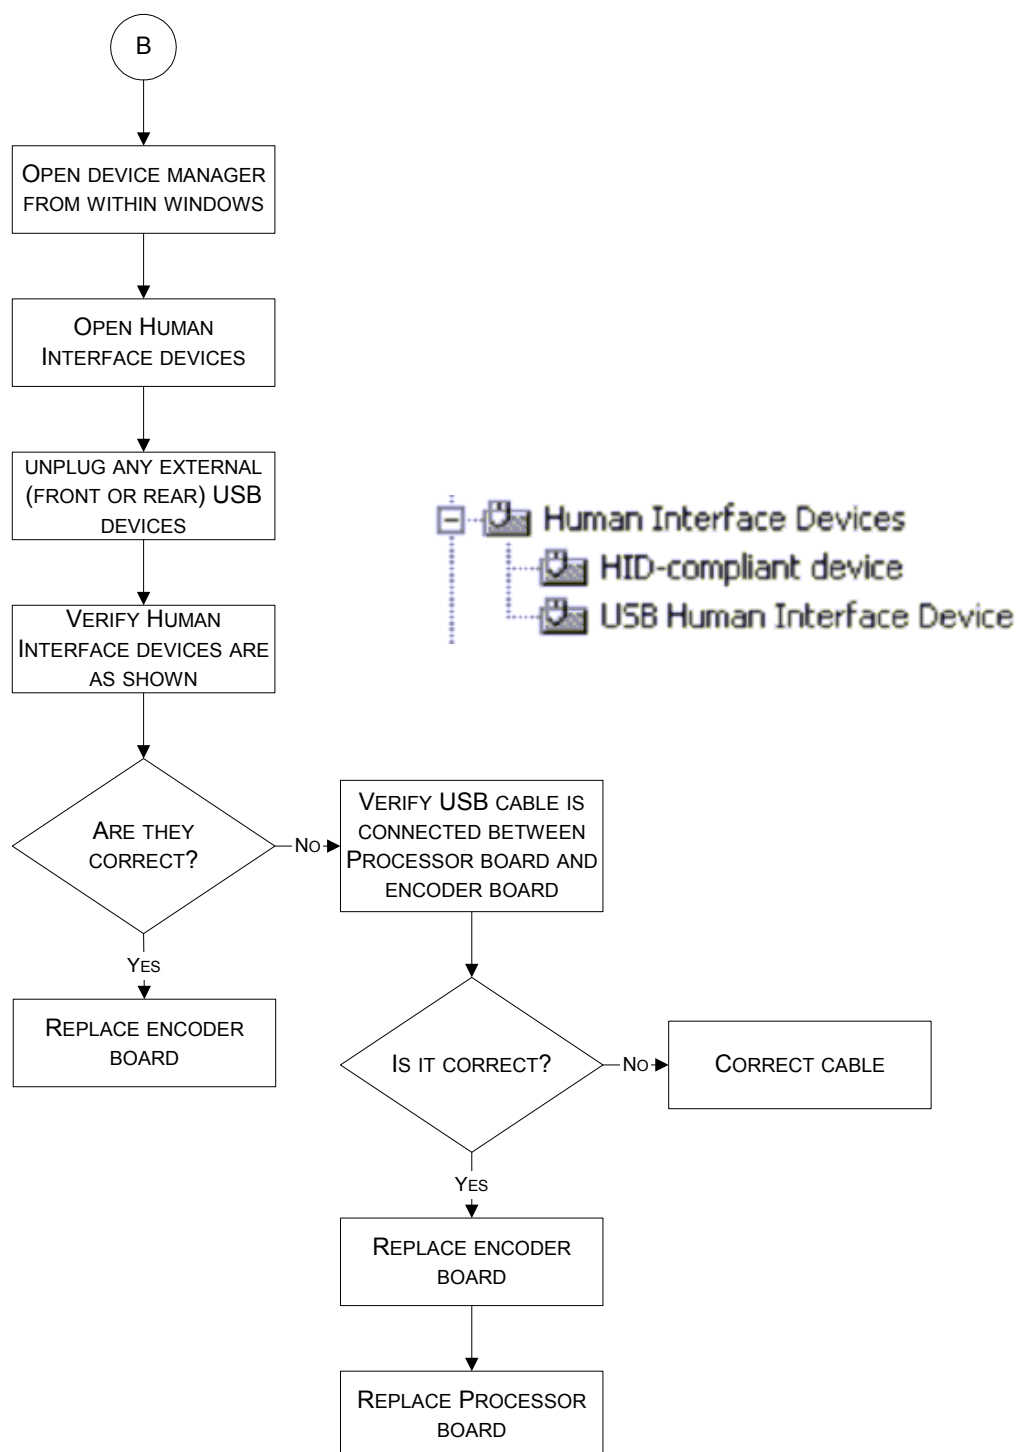 B
OPEN DEVICE MANAGER
FROM WITHIN WINDOWS
OPEN HUMAN
INTERFACE DEVICES
UNPLUG ANY EXTERNAL
(FRONT OR REAR) USB
DEVICES
Human Interface Devices
HID-compliant device
USB Human Interface Device
VERIFY HUMAN
INTERFACE DEVICES ARE
AS SHOWN
ARE THEY
CORRECT?
NO
VERIFY USB CABLE IS
CONNECTED BETWEEN
PROCESSOR BOARD AND
ENCODER BOARD
YES
REPLACE ENCODER
BOARD
IS IT CORRECT?
NO
CORRECT CABLE
YES
REPLACE ENCODER
BOARD
REPLACE PROCESSOR
BOARD